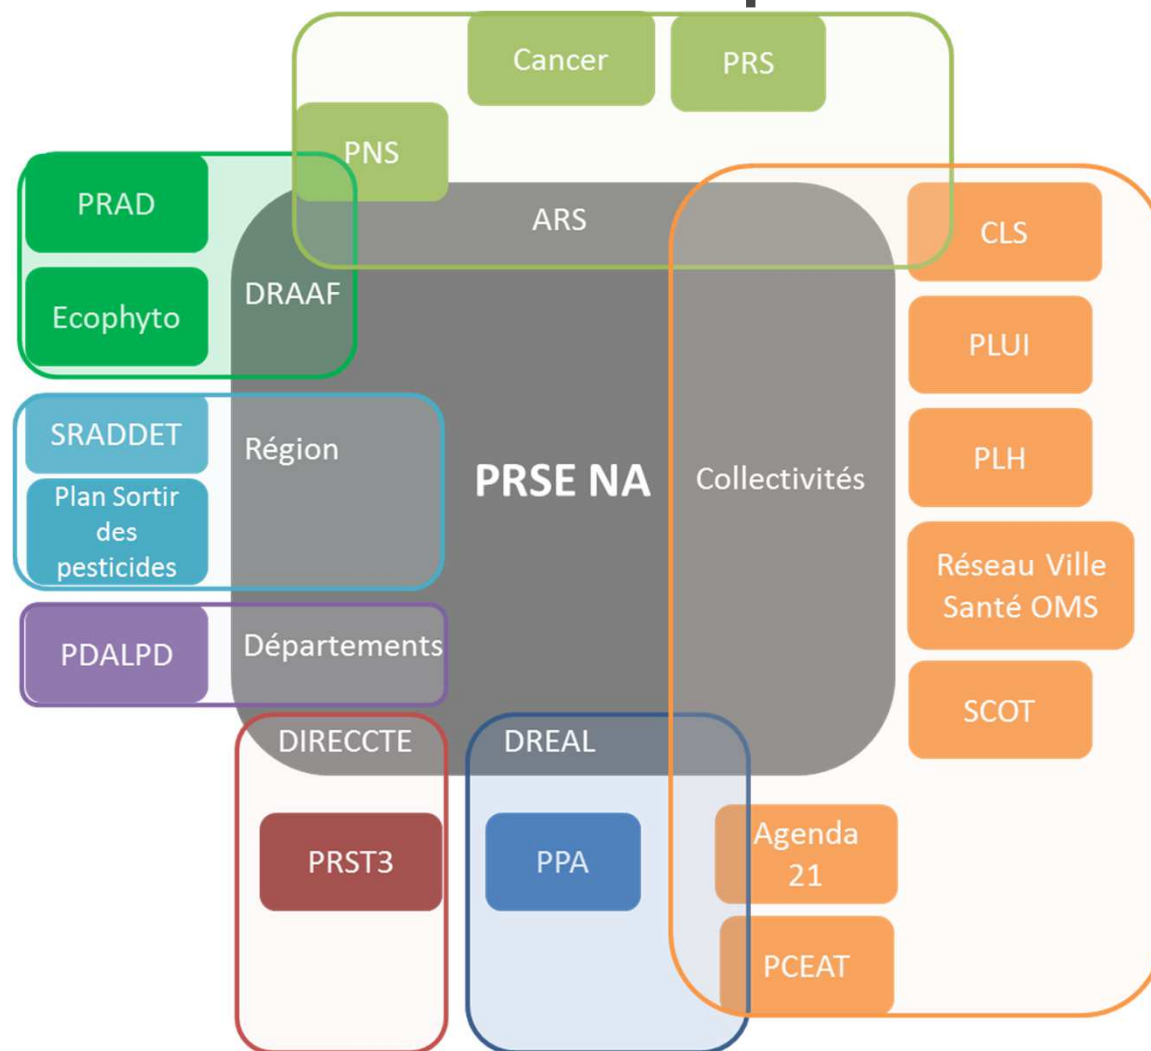 Cancer
PRS
PNS
ARS
PRAD
Ecophyto
DRAAF
SRADDET
Plan Sortir
des
pesticides
Région
PDALPD
Départements
PRSE NA
Collectivités
CLS
PLUI
PLH
Réseau Ville
Santé OMS
SCOT
DIRECCTE
PRST3
DREAL
PPA
Agenda
21
PCEAT